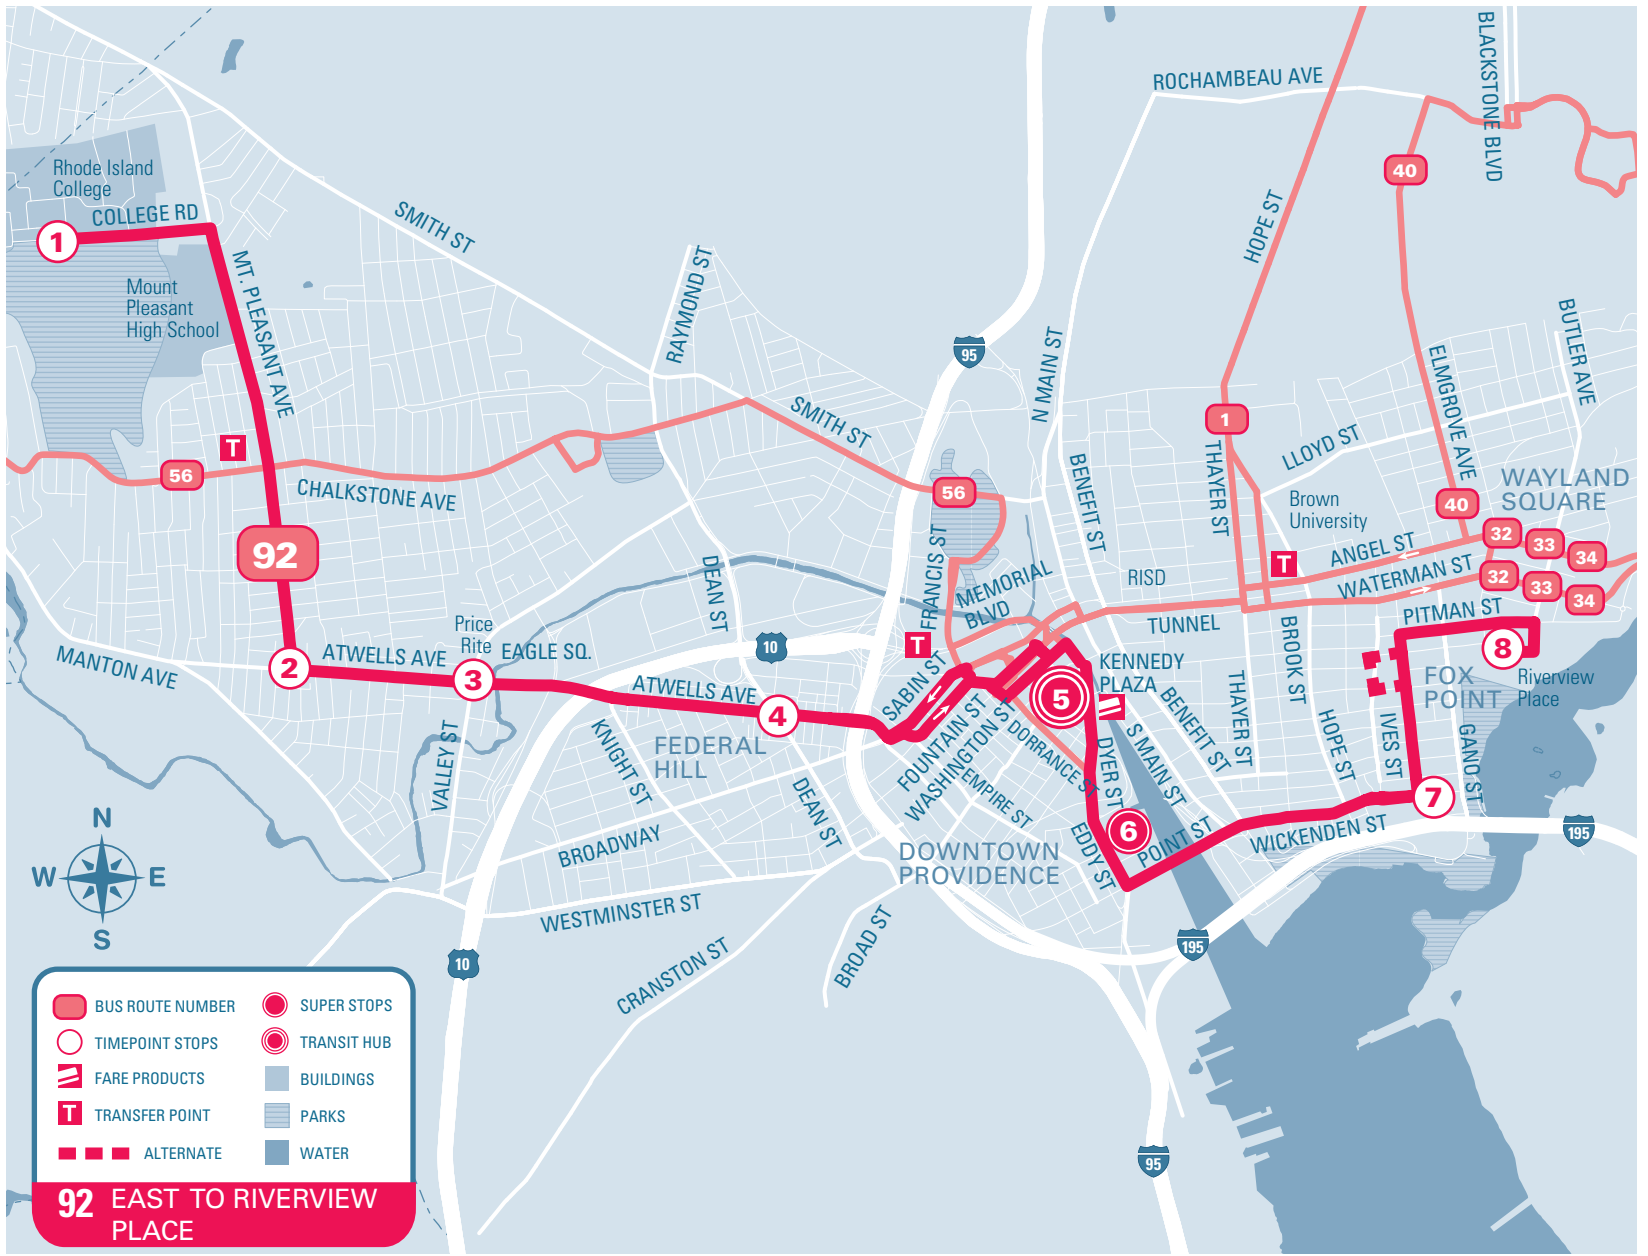 BLACKSTONE BLVD
ROCHAMBEAU AVE
Rhode Island
College
COLLEGE RD
1
SMITH ST
40
HOPE ST
MT. PLEASANT AVE
Mount
Pleasant
High School
RAYMOND ST
95
N MAIN ST
BUTLER AVE
ELMGROVE AVE
SMITH ST
1
THAYER ST
LLOYD ST
T
56
CHALKSTONE AVE
56
BENEFIT ST
Brown
University
WAYLAND
SQUARE
40
32
33
34
ANGEL ST
WATERMAN ST
32
33
34
T
92
DEAN ST
FRANCIS ST
MEMORIAL
BLVD
RISD
TUNNEL
PITMAN ST
Price
Rite
EAGLE SQ.
MANTON AVE
2
ATWELLS AVE
3
10
T
SABIN ST
KENNEDY
PLAZA
5
THAYER ST
BROOK ST
8
Riverview
Place
FOX
POINT
ATWELLS AVE
4
FEDERAL
HILL
KNIGHT ST
VALLEY ST
FOUNTAIN ST
WASHINGTON ST
DORRANCE ST
EMPIRE ST
DYER ST
S MAIN ST
BENEFIT ST
HOPE ST
IVES ST
GANO ST
7
DEAN ST
BROADWAY
DOWNTOWN
PROVIDENCE
EDDY ST
6
POINT ST
WICKENDEN ST
195
N
W
E
S
WESTMINSTER ST
CRANSTON ST
BROAD ST
195
10
95
BUS ROUTE NUMBER
SUPER STOPS
TIMEPOINT STOPS
TRANSIT HUB
FARE PRODUCTS
BUILDINGS
T
TRANSFER POINT
PARKS
ALTERNATE
WATER
92 EAST TO RIVERVIEW
PLACE